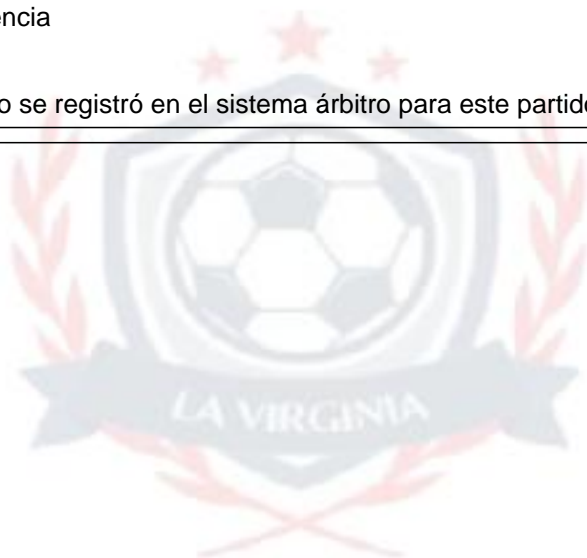 encia
o se registró en el sistema árbitro para este partid
LA VIRGINIA